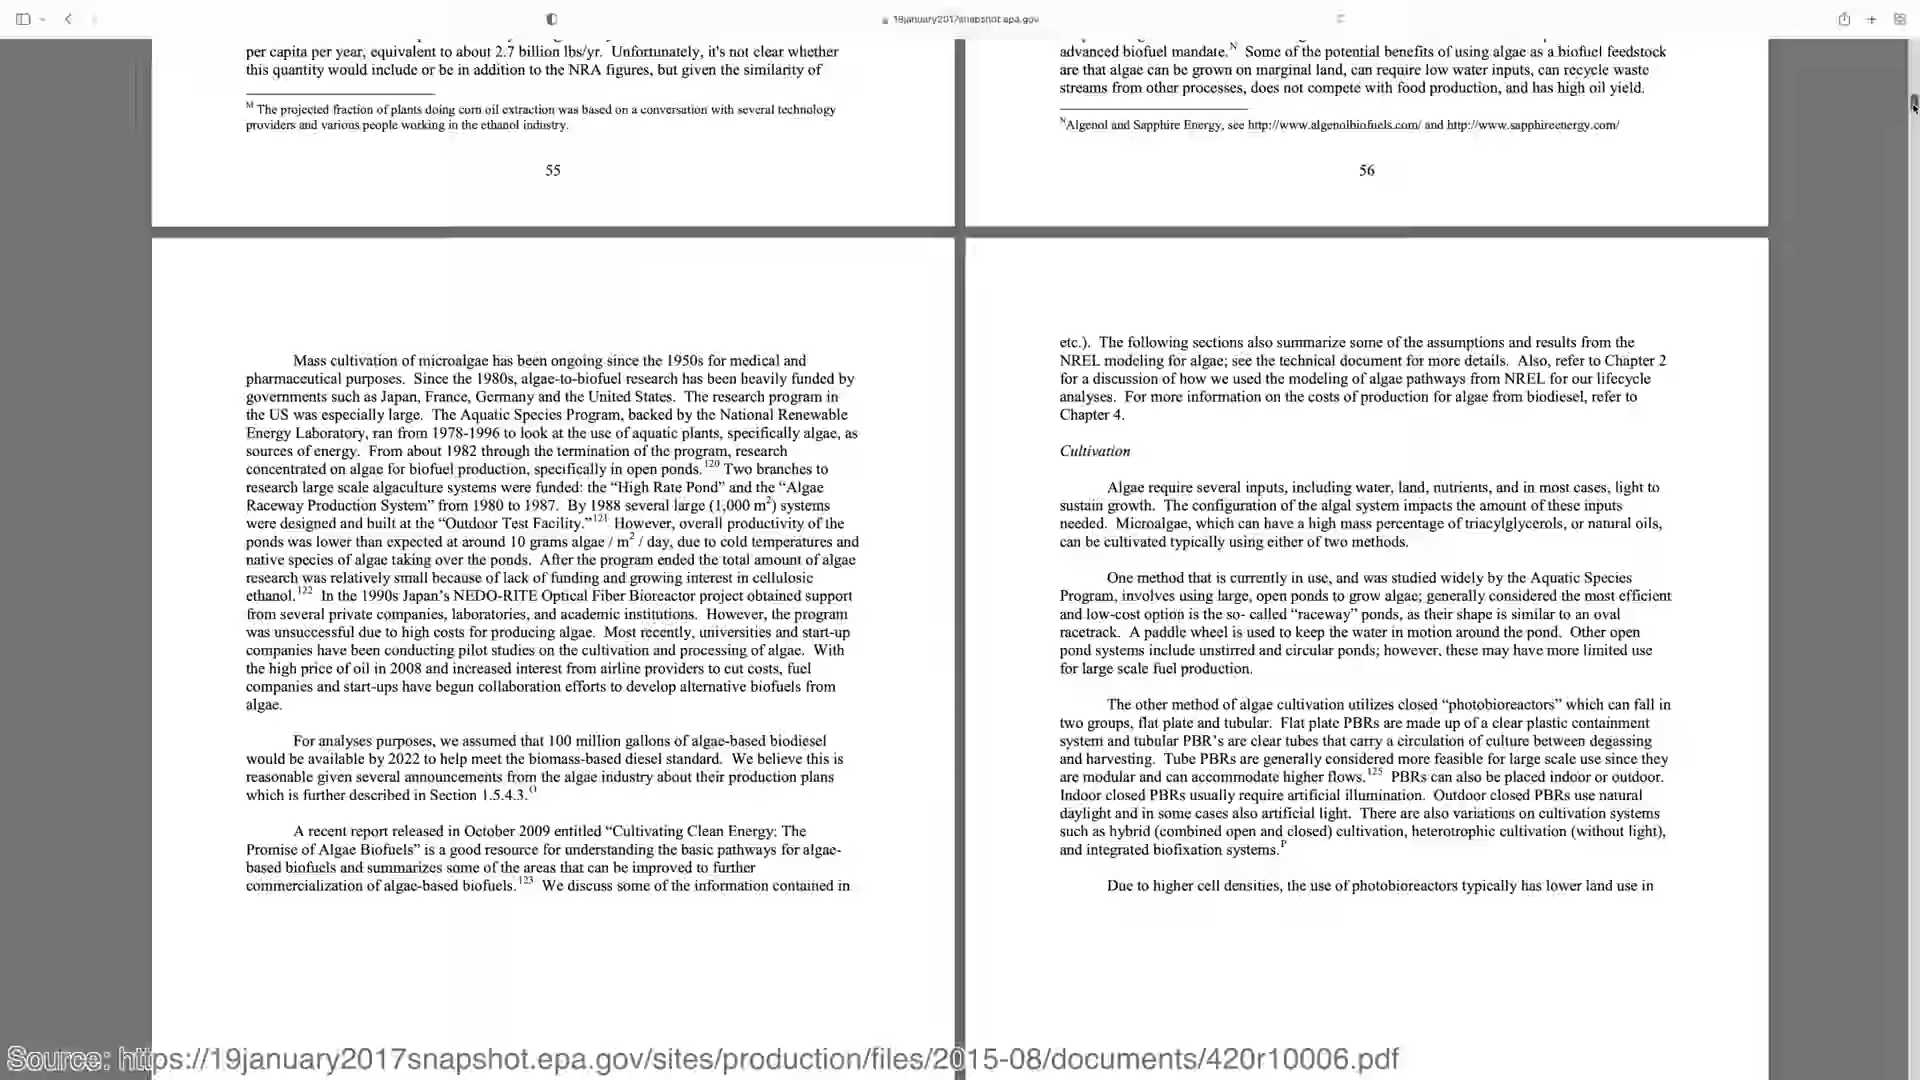 18january2017snapshot.epa.gov
per capita per year, equivalent to about 2.7 billion lbs/yr. Unfortunately, it's not clear whether
this quantity would include or be in addition to the NRA figures, but given the similarity of
M The projected fraction of plants doing corn oil extraction was based on a conversation with several technology
providers and various people working in the ethanol industry.
55
advanced biofuel mandate.N Some of the potential benefits of using algae as a biofuel feedstock
are that algae can be grown on marginal land, can require low water inputs, can recycle waste
streams from other processes, does not compete with food production, and has high oil yield.
NAlgenol and Sapphire Energy, see http://www.algenolbiofuels.com/ and http://www.sapphireenergy.com/
56
Mass cultivation of microalgae has been ongoing since the 1950s for medical and
pharmaceutical purposes. Since the 1980s, algae-to-biofuel research has been heavily funded by
governments such as Japan, France, Germany and the United States. The research program in
the US was especially large. The Aquatic Species Program, backed by the National Renewable
Energy Laboratory, ran from 1978-1996 to look at the use of aquatic plants, specifically algae, as
sources of energy. From about 1982 through the termination of the program, research
concentrated on algae for biofuel production, specifically in open ponds.120 Two branches to
research large scale algaculture systems were funded: the “High Rate Pond” and the “Algae
Raceway Production System” from 1980 to 1987. By 1988 several large (1,000 m2) systems
were designed and built at the “Outdoor Test Facility.”121 However, overall productivity of the
ponds was lower than expected at around 10 grams algae / m2 / day, due to cold temperatures and
native species of algae taking over the ponds. After the program ended the total amount of algae
research was relatively small because of lack of funding and growing interest in cellulosic
ethanol.122 In the 1990s Japan's NEDO-RITE Optical Fiber Bioreactor project obtained support
from several private companies, laboratories, and academic institutions. However, the program
was unsuccessful due to high costs for producing algae. Most recently, universities and start-up
companies have been conducting pilot studies on the cultivation and processing of algae. With
the high price of oil in 2008 and increased interest from airline providers to cut costs, fuel
companies and start-ups have begun collaboration efforts to develop alternative biofuels from
algae.
For analyses purposes, we assumed that 100 million gallons of algae-based biodiesel
would be available by 2022 to help meet the biomass-based diesel standard. We believe this is
reasonable given several announcements from the algae industry about their production plans
which is further described in Section 1.5.4.3.O
A recent report released in October 2009 entitled “Cultivating Clean Energy: The
Promise of Algae Biofuels” is a good resource for understanding the basic pathways for algae-
based biofuels and summarizes some of the areas that can be improved to further
commercialization of algae-based biofuels.123 We discuss some of the information contained in
etc.). The following sections also summarize some of the assumptions and results from the
NREL modeling for algae; see the technical document for more details. Also, refer to Chapter 2
for a discussion of how we used the modeling of algae pathways from NREL for our lifecycle
analyses. For more information on the costs of production for algae from biodiesel, refer to
Chapter 4.
Cultivation
Algae require several inputs, including water, land, nutrients, and in most cases, light to
sustain growth. The configuration of the algal system impacts the amount of these inputs
needed. Microalgae, which can have a high mass percentage of triacylglycerols, or natural oils,
can be cultivated typically using either of two methods.
One method that is currently in use, and was studied widely by the Aquatic Species
Program, involves using large, open ponds to grow algae; generally considered the most efficient
and low-cost option is the so- called “raceway” ponds, as their shape is similar to an oval
racetrack. A paddle wheel is used to keep the water in motion around the pond. Other open
pond systems include unstirred and circular ponds; however, these may have more limited use
for large scale fuel production.
The other method of algae cultivation utilizes closed “photobioreactors” which can fall in
two groups, flat plate and tubular. Flat plate PBRs are made up of a clear plastic containment
system and tubular PBR's are clear tubes that carry a circulation of culture between degassing
and harvesting. Tube PBRs are generally considered more feasible for large scale use since they
are modular and can accommodate higher flows.125 PBRs can also be placed indoor or outdoor.
Indoor closed PBRs usually require artificial illumination. Outdoor closed PBRs use natural
daylight and in some cases also artificial light. There are also variations on cultivation systems
such as hybrid (combined open and closed) cultivation, heterotrophic cultivation (without light),
and integrated biofixation systems.P
Due to higher cell densities, the use of photobioreactors typically has lower land use in
Source: https://19january2017snapshot.epa.gov/sites/production/files/2015-08/documents/420r10006.pdf